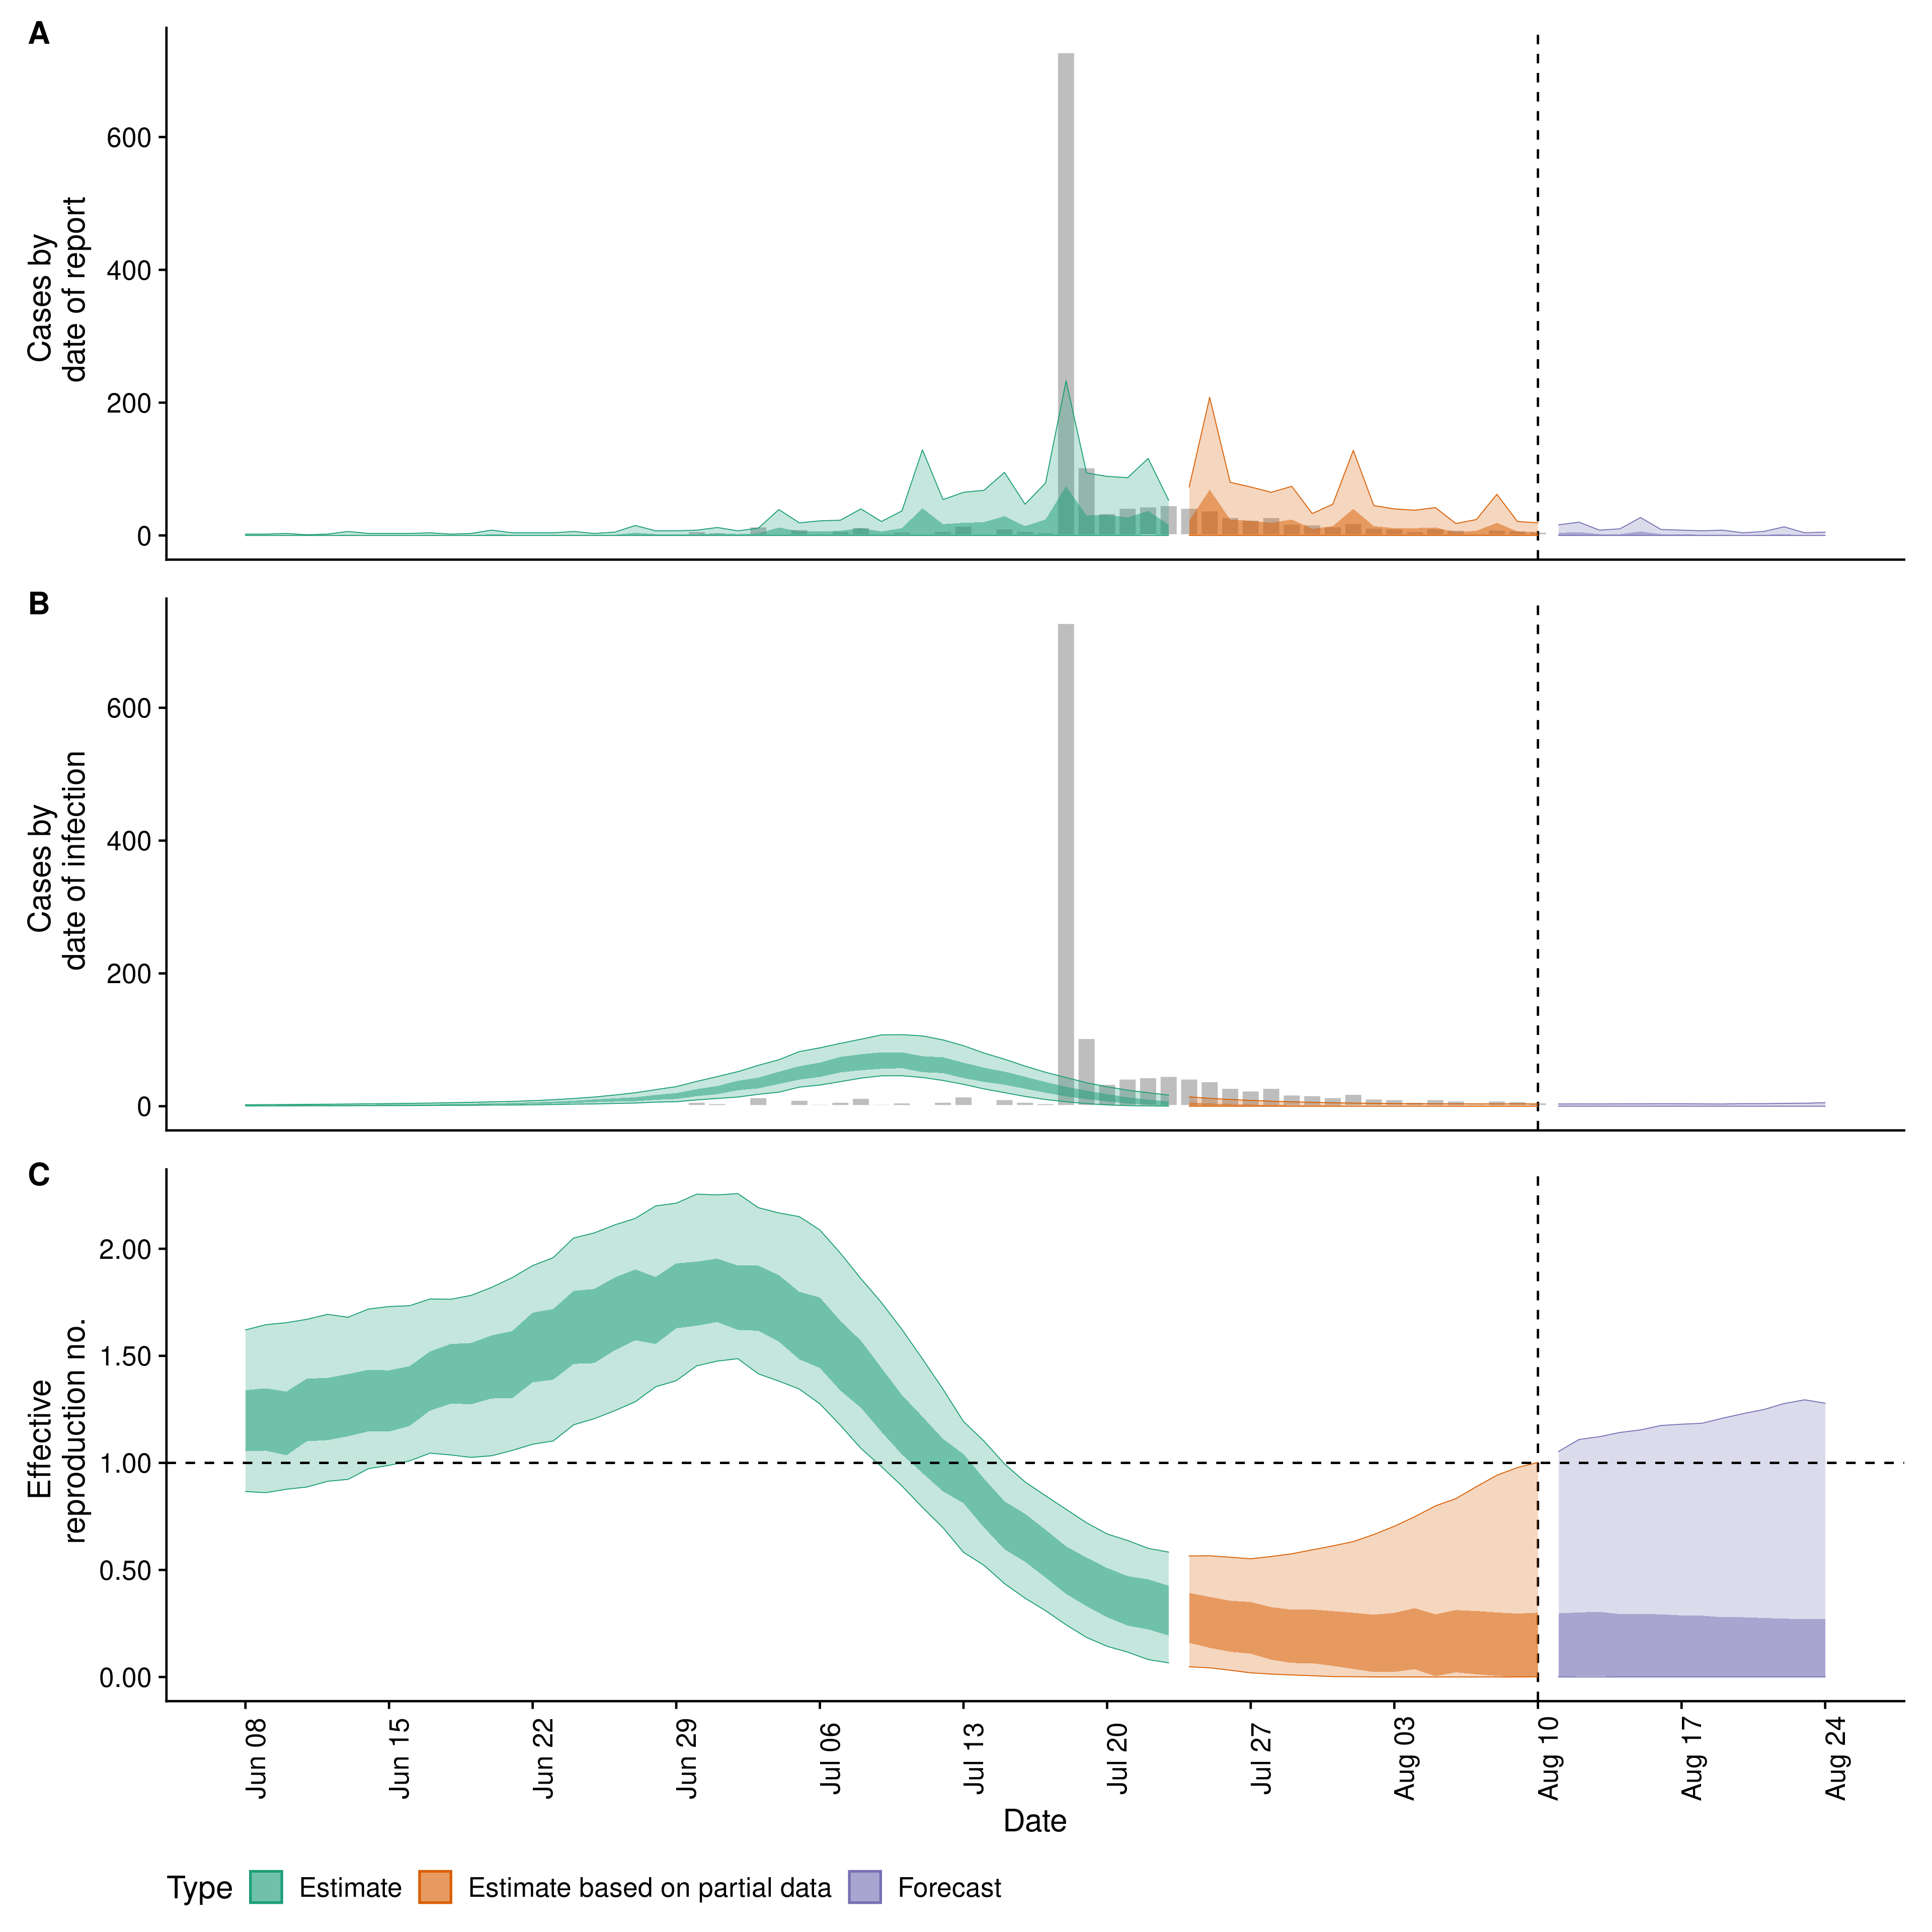 A
Cases by
date of report
600
400
200
0
B
Cases by
date of infection
600
400
200
0
C
Effective
reproduction no.
2.00
1.50
1.00
0.50
0.00
Jun 08
Jun 15
Jun 22
Jun 29
Jul 06
Jul 13
Jul 20
Jul 27
Aug 03
Aug 10
Aug 17
Aug 24
Date
Type Estimate Estimate based on partial data Forecast